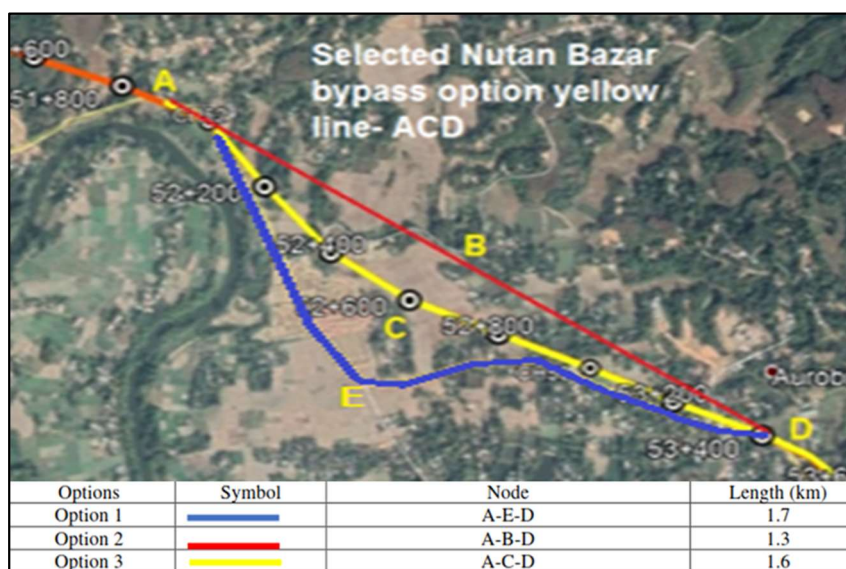 +600
51+800
A
Selected Nutan Bazar
bypass option yellow
line- ACD
52+200
B
52+400
2+600
C
52+800
E
Aurob
D
53+400
Options Symbol Node Length (km)
Option 1 A-E-D 1.7
Option 2 A-B-D 1.3
Option 3 A-C-D 1.6